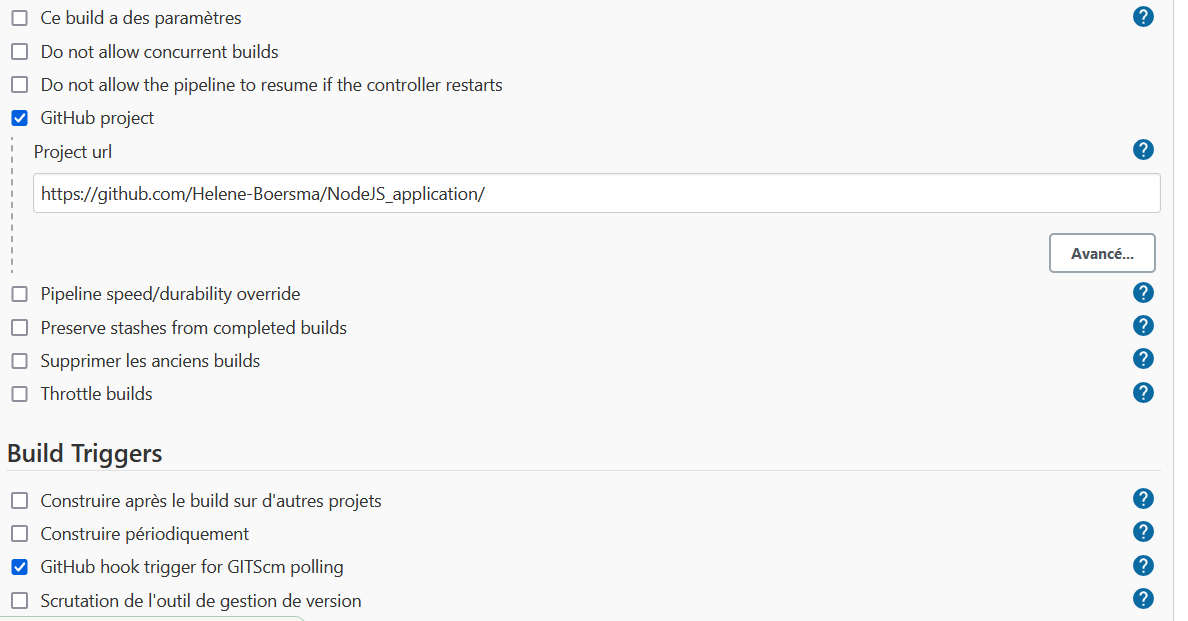 Ce build a des paramètres
Do not allow concurrent builds
Do not allow the pipeline to resume if the controller restarts
GitHub project
Project url
https://github.com/Helene-Boersma/NodeJS_application/
Avancé...
Pipeline speed/durability override
Preserve stashes from completed builds
Supprimer les anciens builds
Throttle builds
Build Triggers
Construire après le build sur d'autres projets
Construire périodiquement
GitHub hook trigger for GITScm polling
Scrutation de l'outil de gestion de version